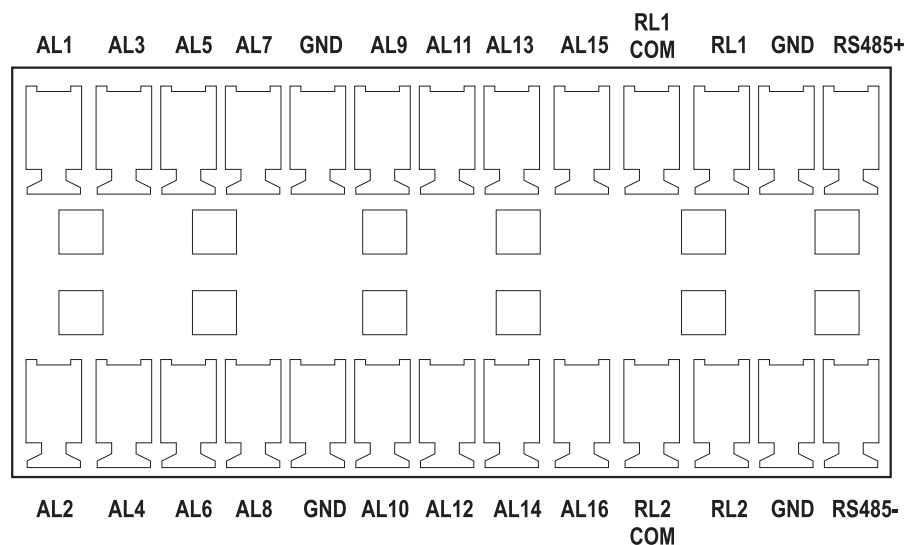 AL1 AL3 AL5 AL7 GND AL9 AL11 AL13 AL15 RL1 COM RL1 GND RS485+
AL2 AL4 AL6 AL8 GND AL10 AL12 AL14 AL16 RL2 COM RL2 GND RS485-